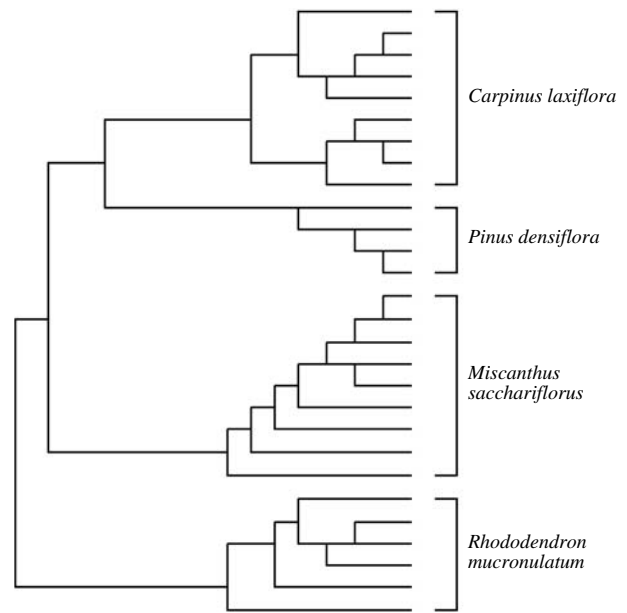 Carpinus laxiflora
Pinus densiflora
Miscanthus
sacchariflorus
Rhododendron
mucronulatum